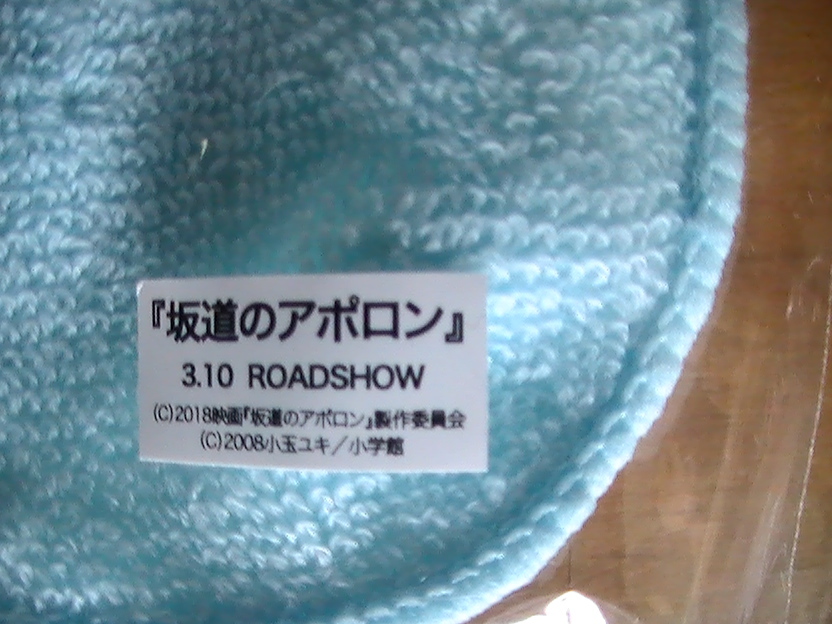 『坂道のアポロン』
3.10 ROADSHOW
(C)2018映画『坂道のアポロン』製作委員会
(C)2008小玉ユキ／小学館